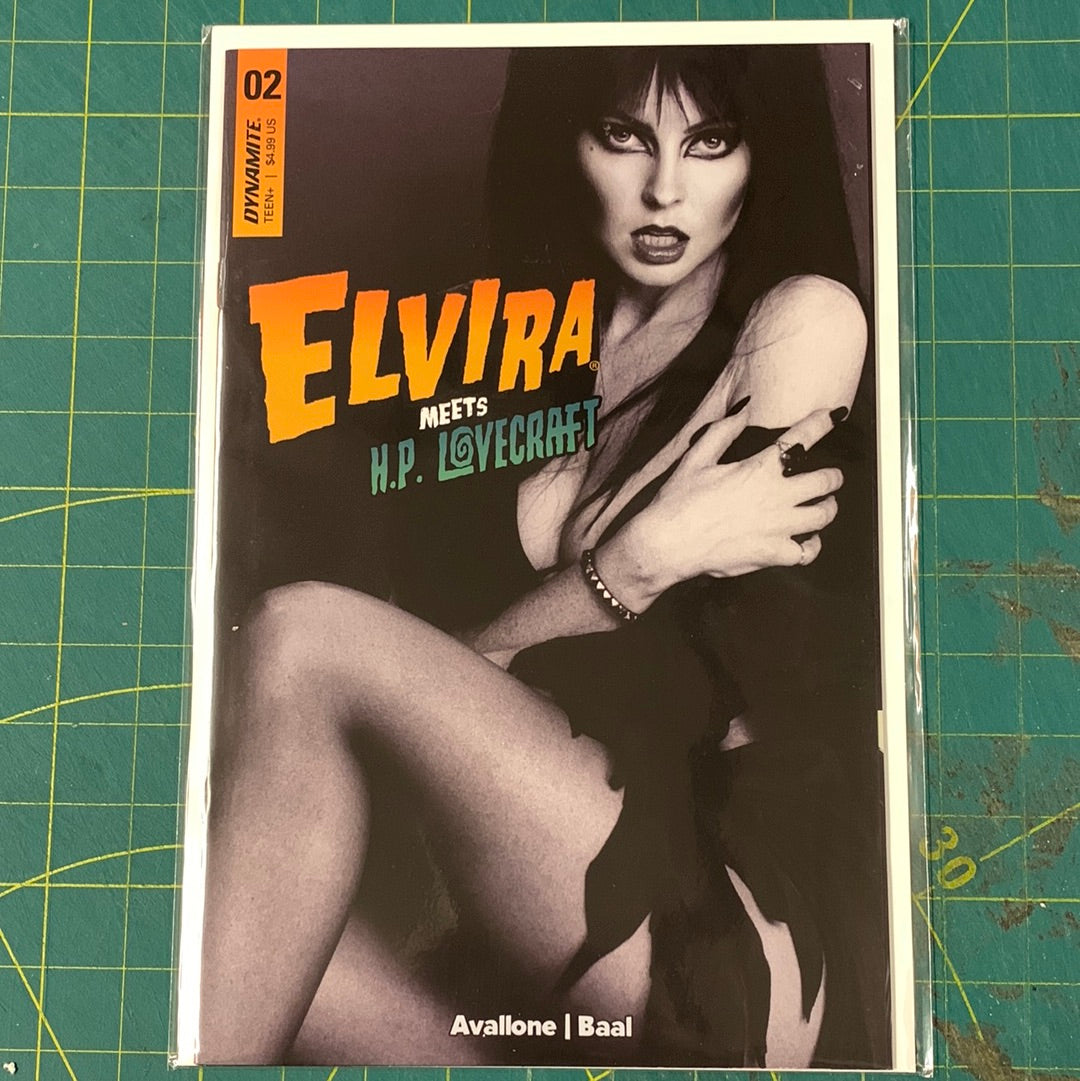 02
DYNAMITE®
TEEN+ | $4.99 US
ELVIRA®
MEETS
H.P. LOVECRAFT
30
Avallone | Baal